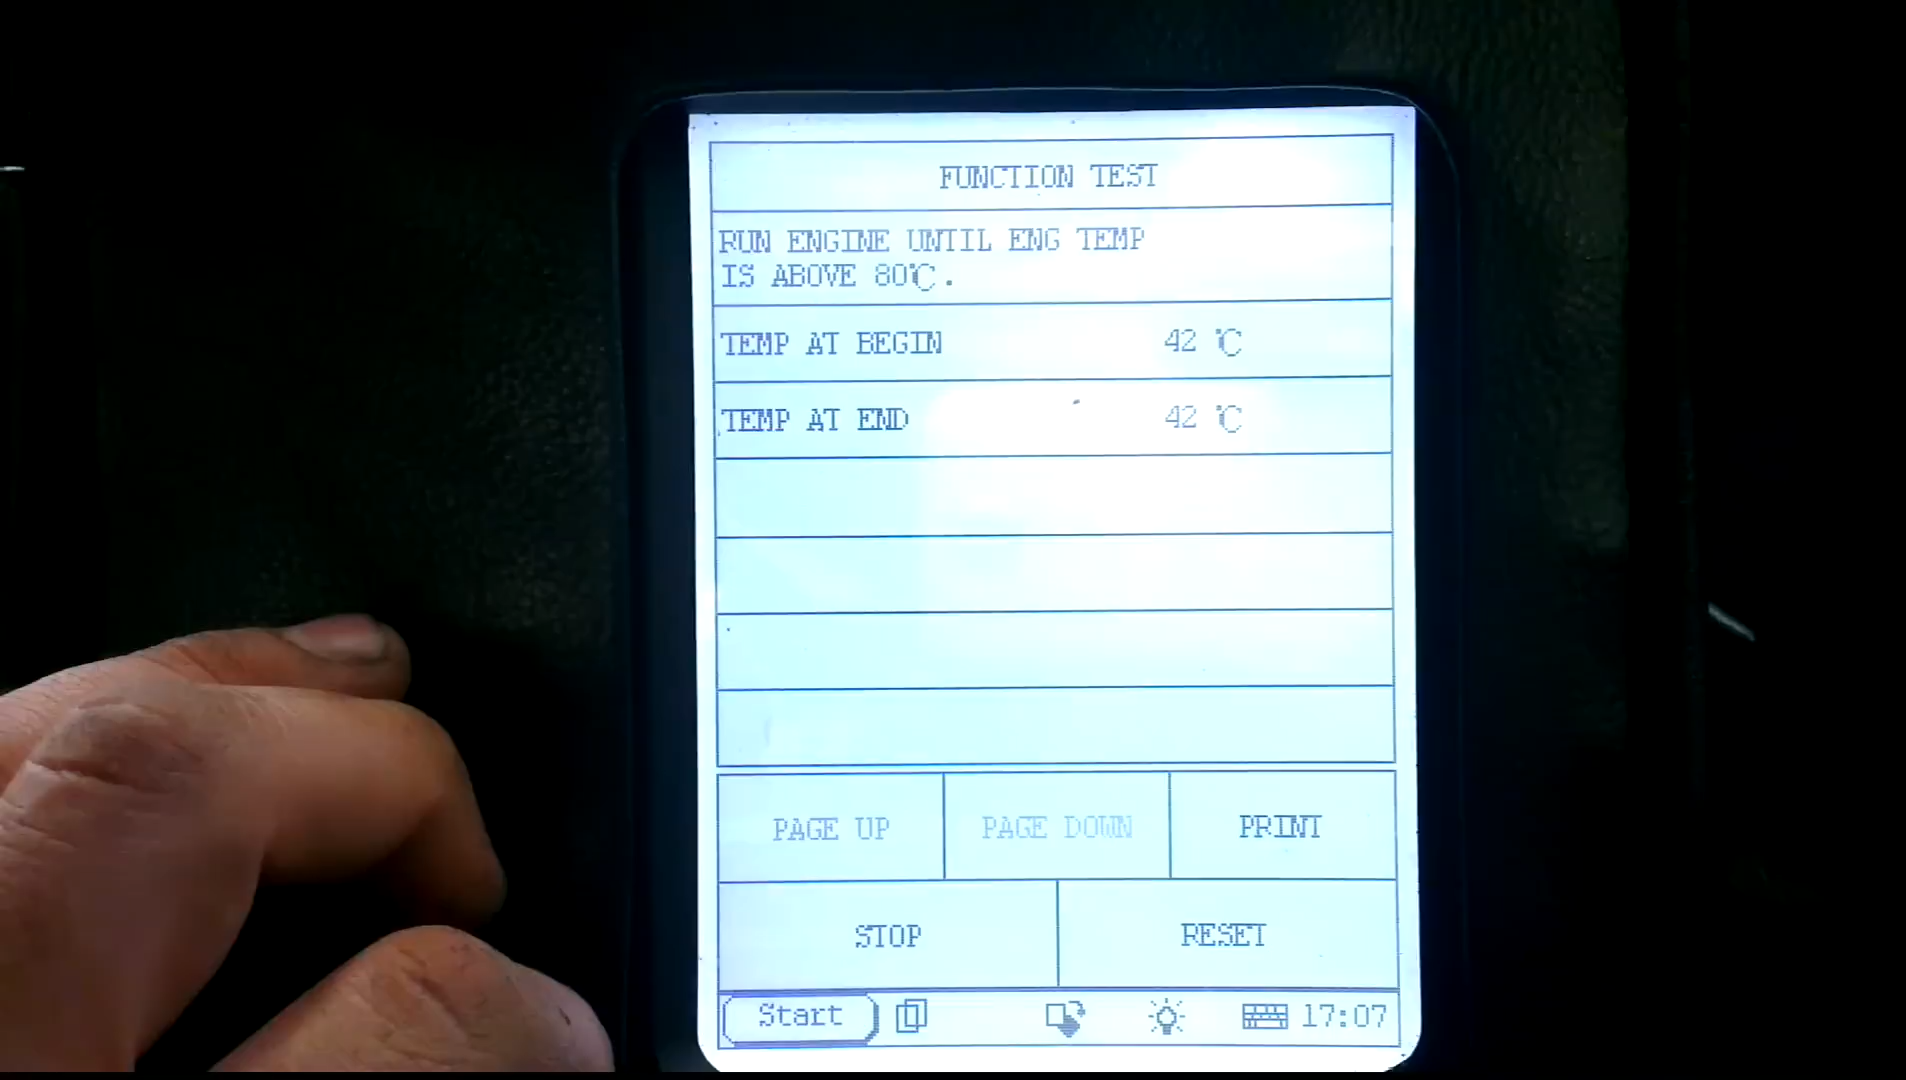 FUNCTION TEST
RUN ENGINE UNTIL ENG TEMP
IS ABOVE 80℃.
TEMP AT BEGIN 42 ℃
TEMP AT END 42 ℃
PAGE UP PAGE DOWN PRINT
STOP RESET
Start 17:07